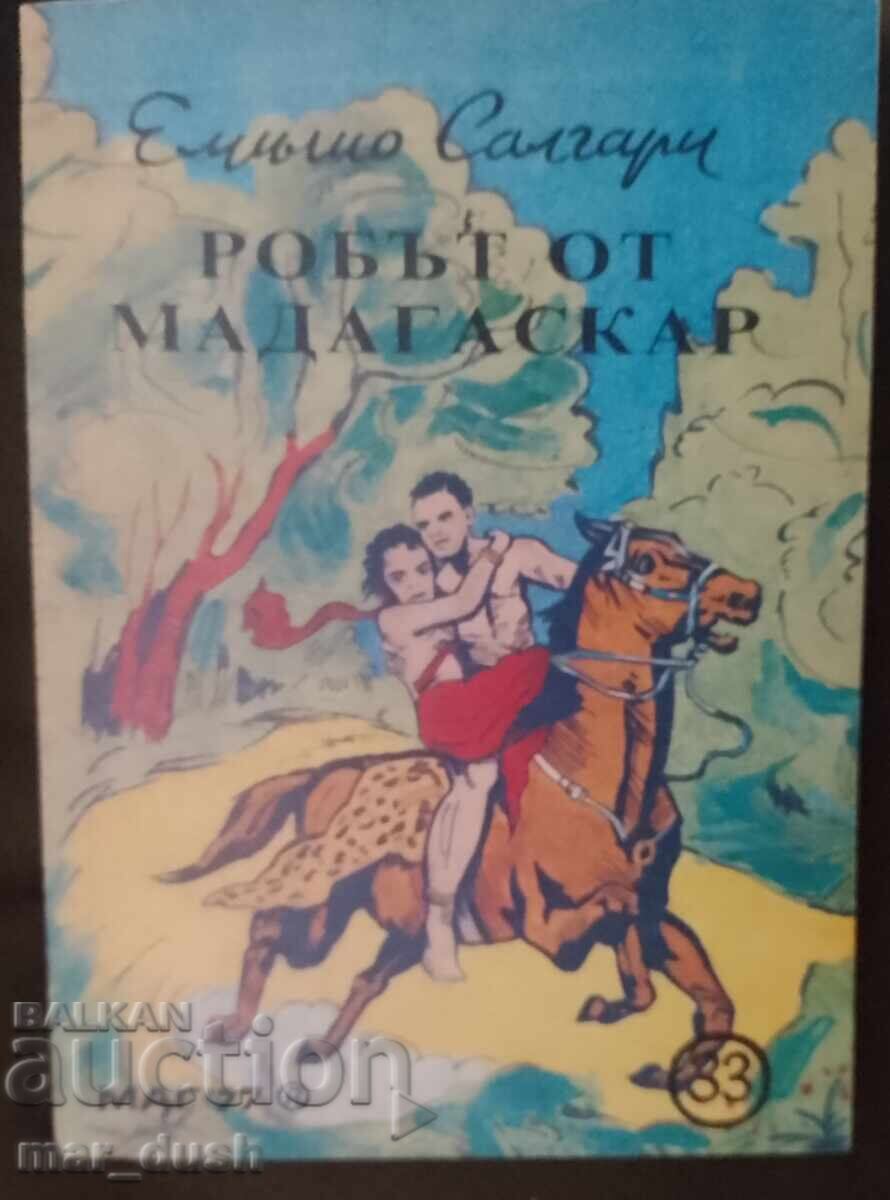 Емилио Салгари
РОБЪТ ОТ
МАДАГАСКАР
BALKAN
auction
83
mar_dush